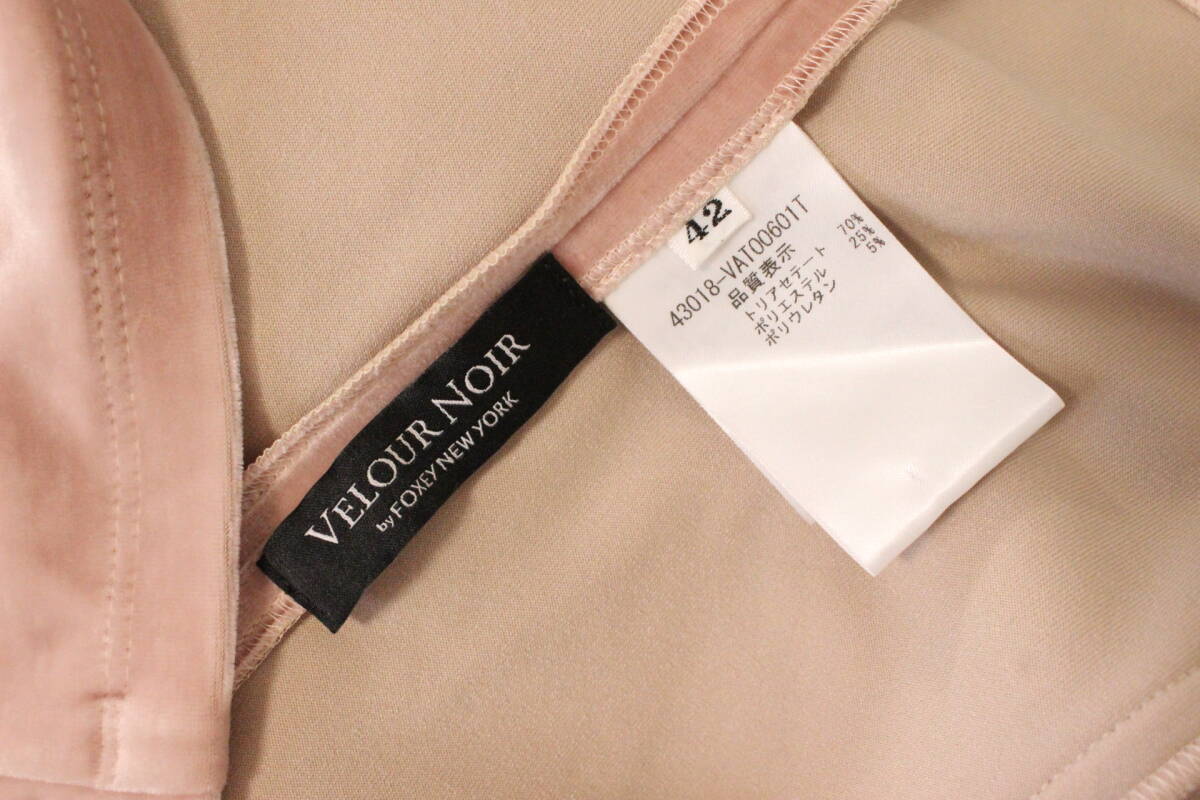 VELOUR NOIR
by FOXEY NEW YORK
42
43018-VAT00601T
品質表示
トリアセテート 70%
ポリエステル 25%
ポリウレタン 5%